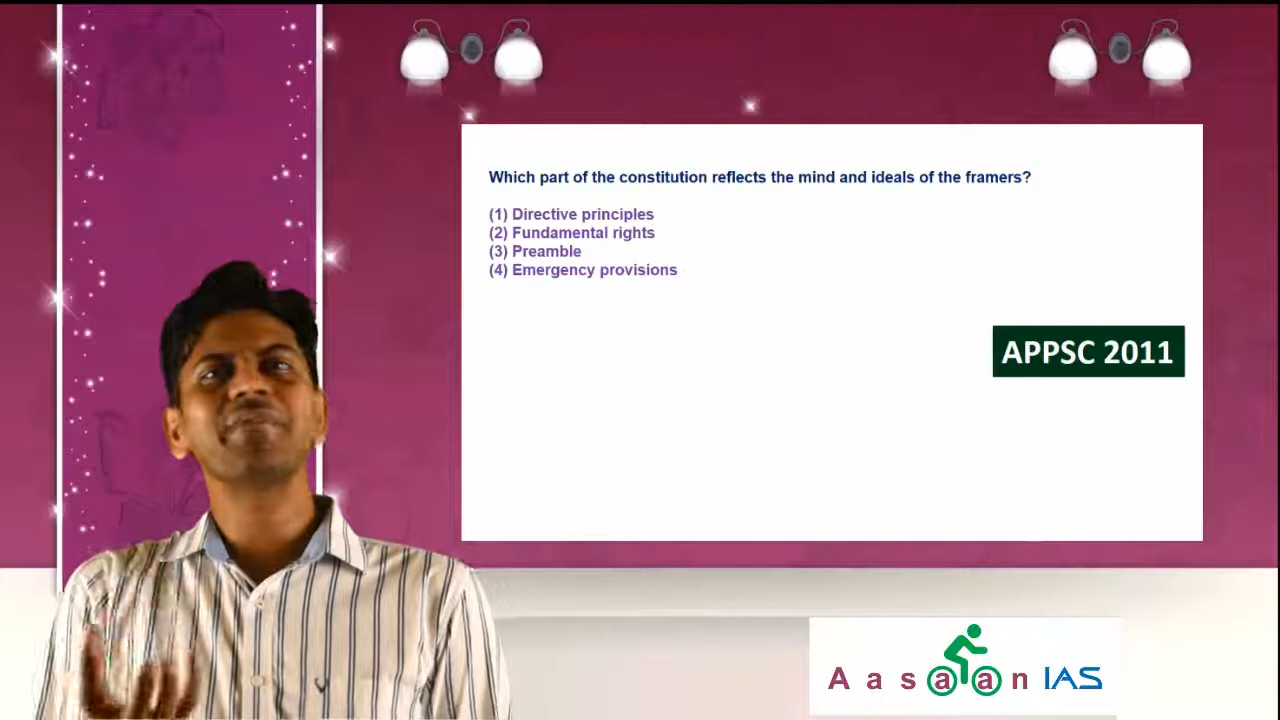 Which part of the constitution reflects the mind and ideals of the framers?
(1) Directive principles
(2) Fundamental rights
(3) Preamble
(4) Emergency provisions
APPSC 2011
Aasaan IAS